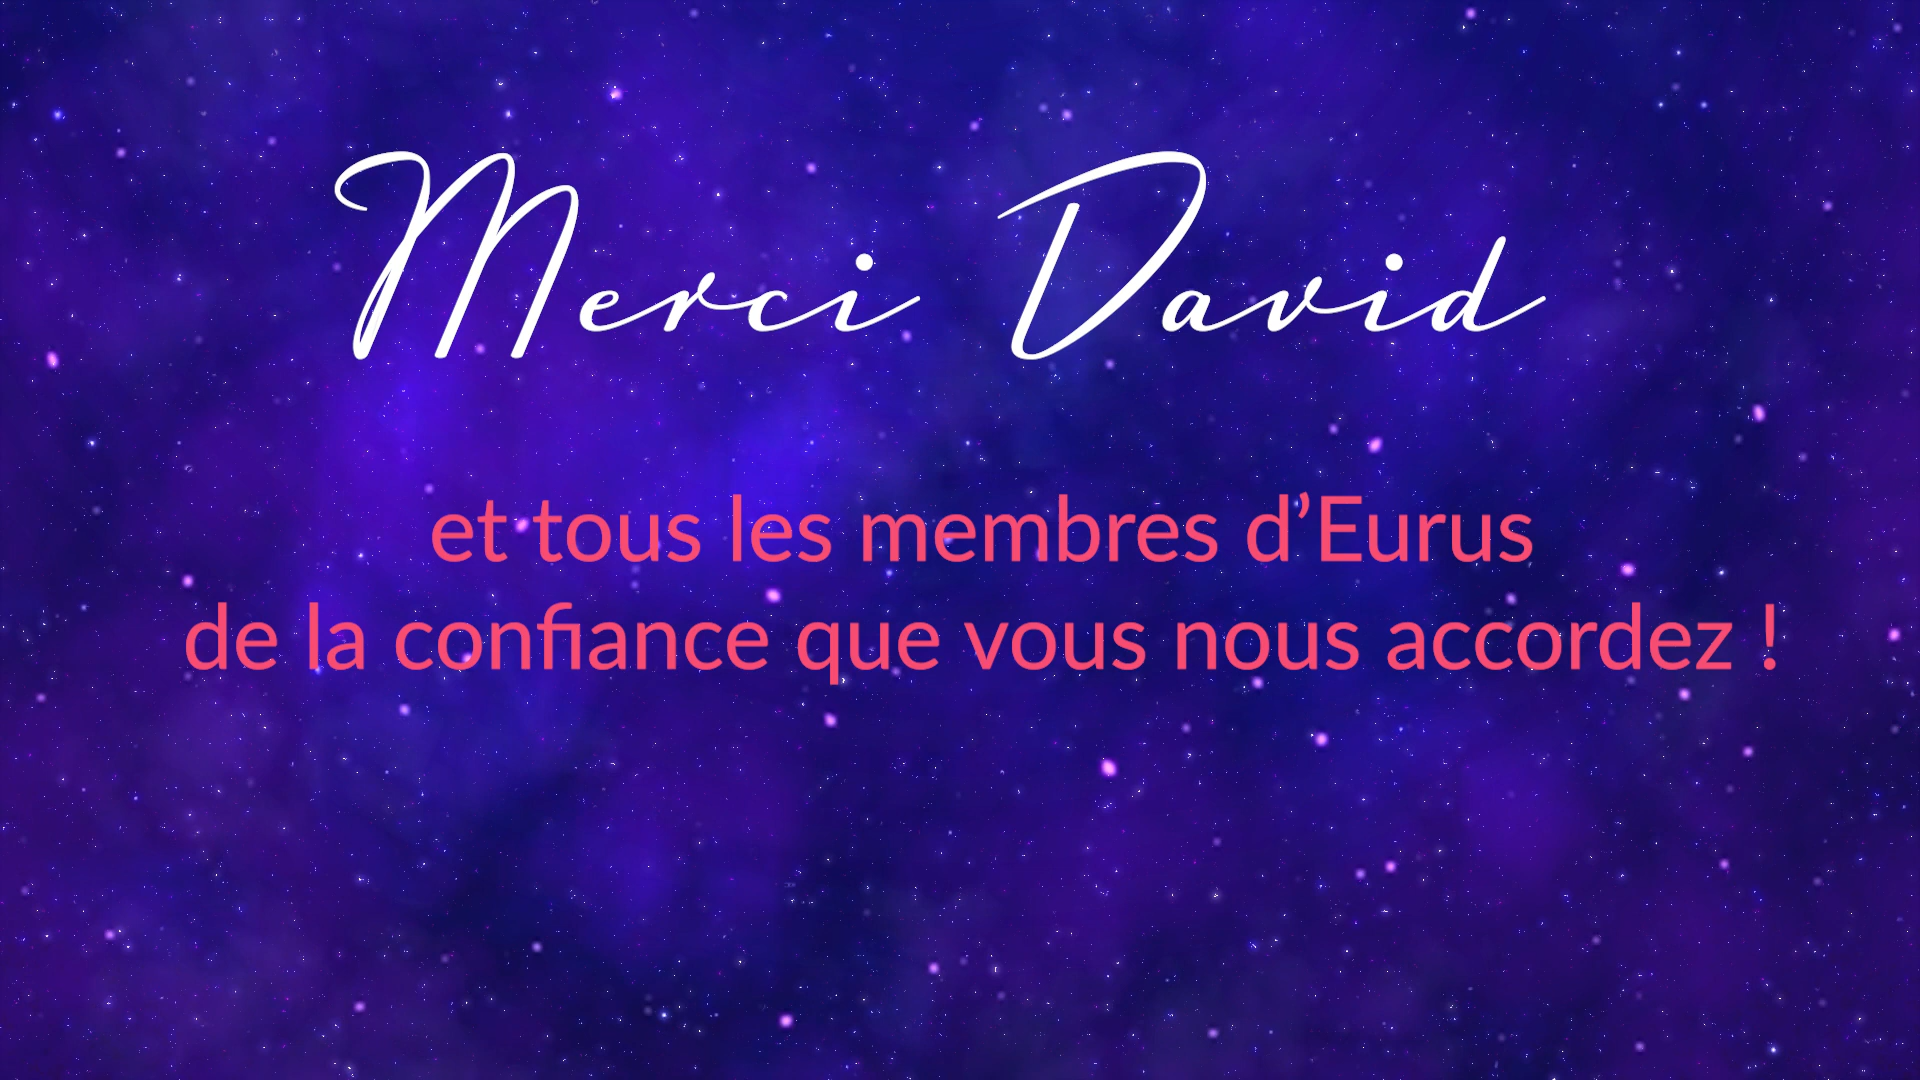 Merci David
et tous les membres d’Eurus
de la confiance que vous nous accordez !